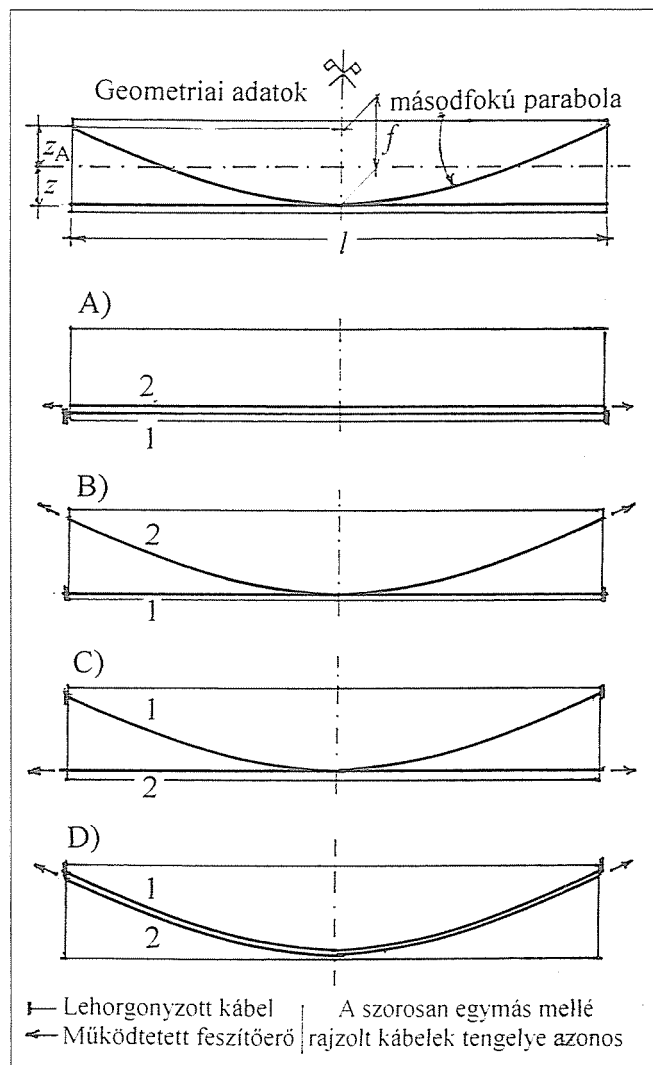 Geometriai adatok
másodfokú parabola
zA
f
z
l
A)
2
1
B)
2
1
C)
1
2
D)
1
2
Lehorgonyzott kábel
Működtetett feszítőerő
A szorosan egymás mellé
rajzolt kábelek tengelye azonos